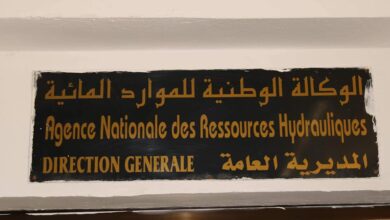 الوكالة الوطنية للموارد المائية
Agence Nationale des Ressources Hydrauliques
DIRECTION GENERALE المديرية العامة